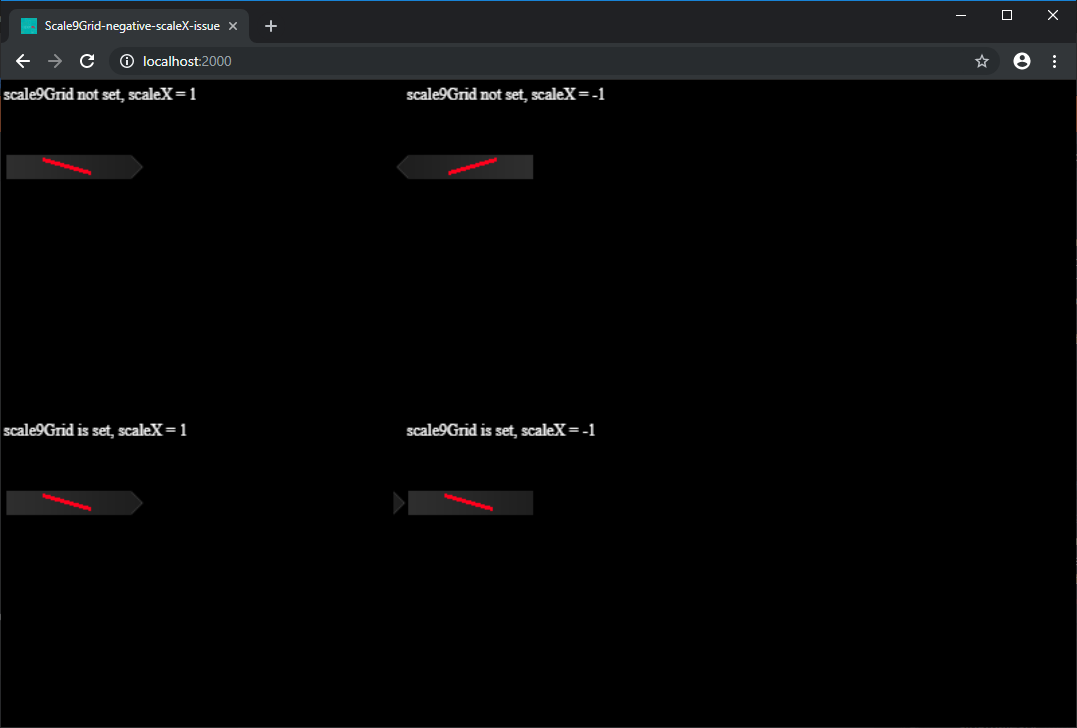 Scale9Grid-negative-scaleX-issue
localhost:2000
scale9Grid not set, scaleX = 1
scale9Grid not set, scaleX = -1
scale9Grid is set, scaleX = 1
scale9Grid is set, scaleX = -1